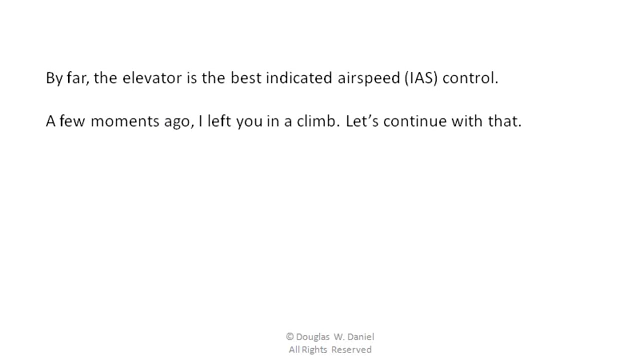 By far, the elevator is the best indicated airspeed (IAS) control.
A few moments ago, I left you in a climb. Let’s continue with that.
© Douglas W. Daniel
All Rights Reserved